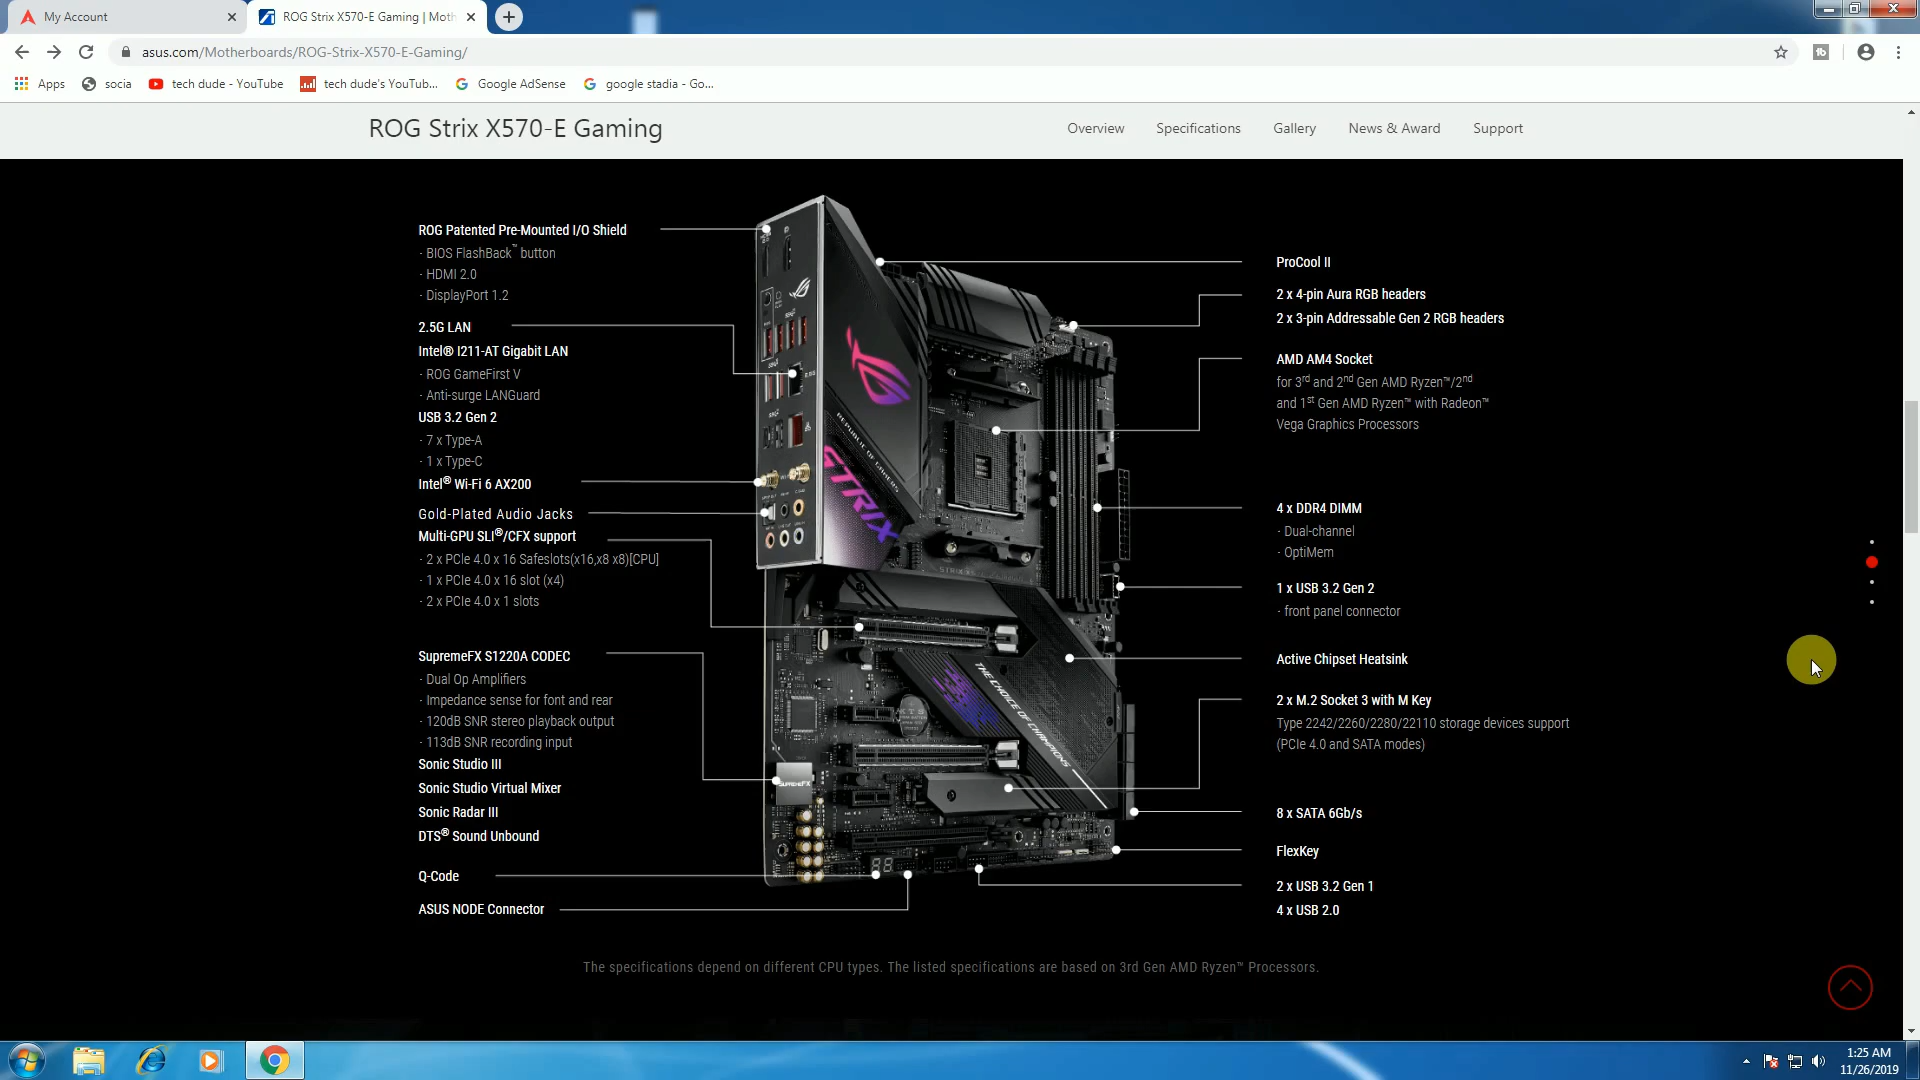 My Account
ROG Strix X570-E Gaming | Moth
asus.com/Motherboards/ROG-Strix-X570-E-Gaming/
Apps
socia
tech dude - YouTube
tech dude's YouTub...
Google AdSense
google stadia - Go...
ROG Strix X570-E Gaming
Overview
Specifications
Gallery
News & Award
Support
ROG Patented Pre-Mounted I/O Shield
- BIOS FlashBack™ button
- HDMI 2.0
- DisplayPort 1.2
2.5G LAN
Intel® I211-AT Gigabit LAN
- ROG GameFirst V
- Anti-surge LANGuard
USB 3.2 Gen 2
- 7 x Type-A
- 1 x Type-C
Intel® Wi-Fi 6 AX200
Gold-Plated Audio Jacks
Multi-GPU SLI®/CFX support
- 2 x PCIe 4.0 x 16 Safeslots(x16,x8 x8)[CPU]
- 1 x PCIe 4.0 x 16 slot (x4)
- 2 x PCIe 4.0 x 1 slots
SupremeFX S1220A CODEC
- Dual Op Amplifiers
- Impedance sense for font and rear
- 120dB SNR stereo playback output
- 113dB SNR recording input
Sonic Studio III
Sonic Studio Virtual Mixer
Sonic Radar III
DTS® Sound Unbound
Q-Code
ASUS NODE Connector
REPUBLIC OF GAMERS
STRIX
THE CHOICE OF CHAMPIONS
SUPREMEFX
ProCool II
2 x 4-pin Aura RGB headers
2 x 3-pin Addressable Gen 2 RGB headers
AMD AM4 Socket
for 3rd and 2nd Gen AMD Ryzen™/2nd
and 1st Gen AMD Ryzen™ with Radeon™
Vega Graphics Processors
4 x DDR4 DIMM
- Dual-channel
- OptiMem
1 x USB 3.2 Gen 2
- front panel connector
Active Chipset Heatsink
2 x M.2 Socket 3 with M Key
Type 2242/2260/2280/22110 storage devices support
(PCIe 4.0 and SATA modes)
8 x SATA 6Gb/s
FlexKey
2 x USB 3.2 Gen 1
4 x USB 2.0
The specifications depend on different CPU types. The listed specifications are based on 3rd Gen AMD Ryzen™ Processors.
1:25 AM
11/26/2019